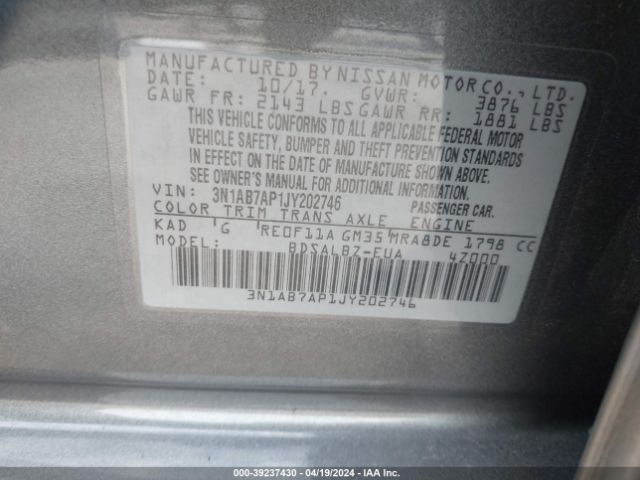 MANUFACTURED BY NISSAN MOTOR CO., LTD.
DATE: 10/17. GVWR: 3876 LBS
GAWR FR: 2143 LBS GAWR RR: 1881 LBS
THIS VEHICLE CONFORMS TO ALL APPLICABLE FEDERAL MOTOR
VEHICLE SAFETY, BUMPER AND THEFT PREVENTION STANDARDS
IN EFFECT ON THE DATE OF MANUFACTURE SHOWN ABOVE.
SEE OWNER'S MANUAL FOR ADDITIONAL INFORMATION.
VIN: 3N1AB7AP1JY202746 PASSENGER CAR.
COLOR TRIM TRANS AXLE ENGINE
KAD G RE0F11A GM35 MRA8DE 1798 CC
MODEL: BDSALBZ-EUA 4Z000
3N1AB7AP1JY202746
000-39237430 - 04/19/2024 - IAA Inc.